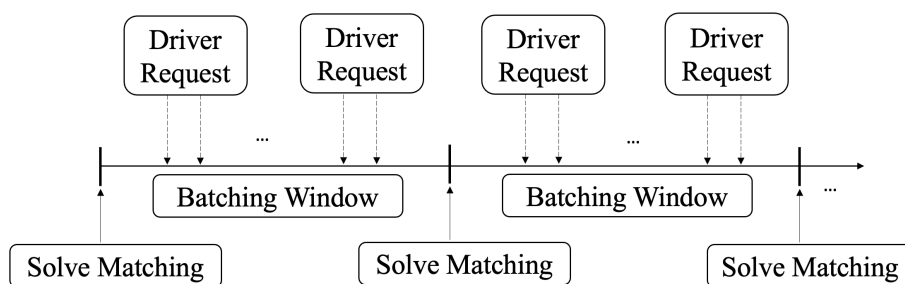 Driver
Request
Driver
Request
Driver
Request
Driver
Request
...
...
Batching Window
Batching Window
...
Solve Matching
Solve Matching
Solve Matching